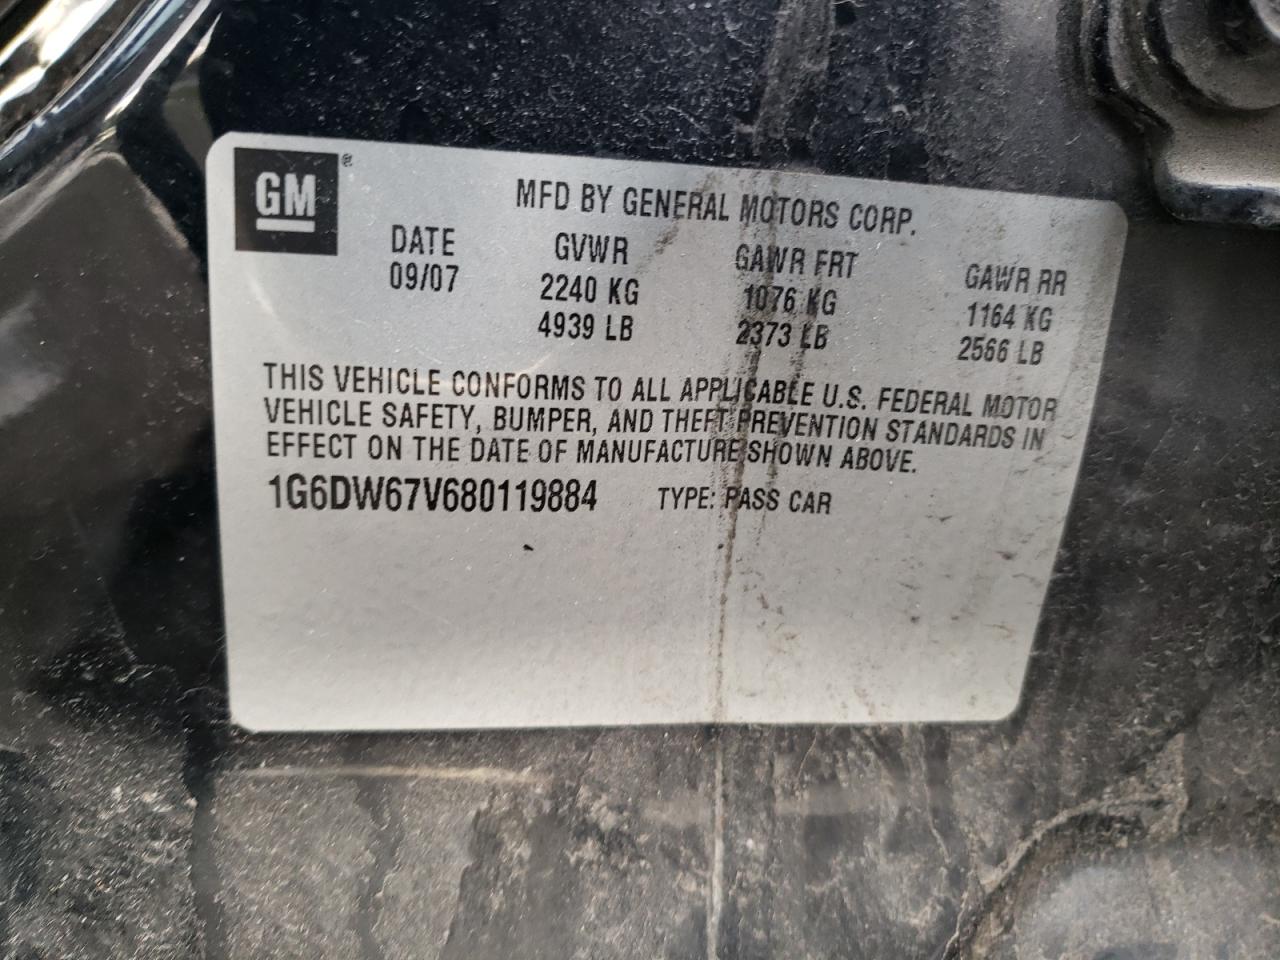 GM®
MFD BY GENERAL MOTORS CORP.
DATE GVWR GAWR FRT GAWR RR
09/07 2240 KG 1076 KG 1164 KG
4939 LB 2373 LB 2566 LB
THIS VEHICLE CONFORMS TO ALL APPLICABLE U.S. FEDERAL MOTOR
VEHICLE SAFETY, BUMPER, AND THEFT PREVENTION STANDARDS IN
EFFECT ON THE DATE OF MANUFACTURE SHOWN ABOVE.
1G6DW67V680119884 TYPE: PASS CAR